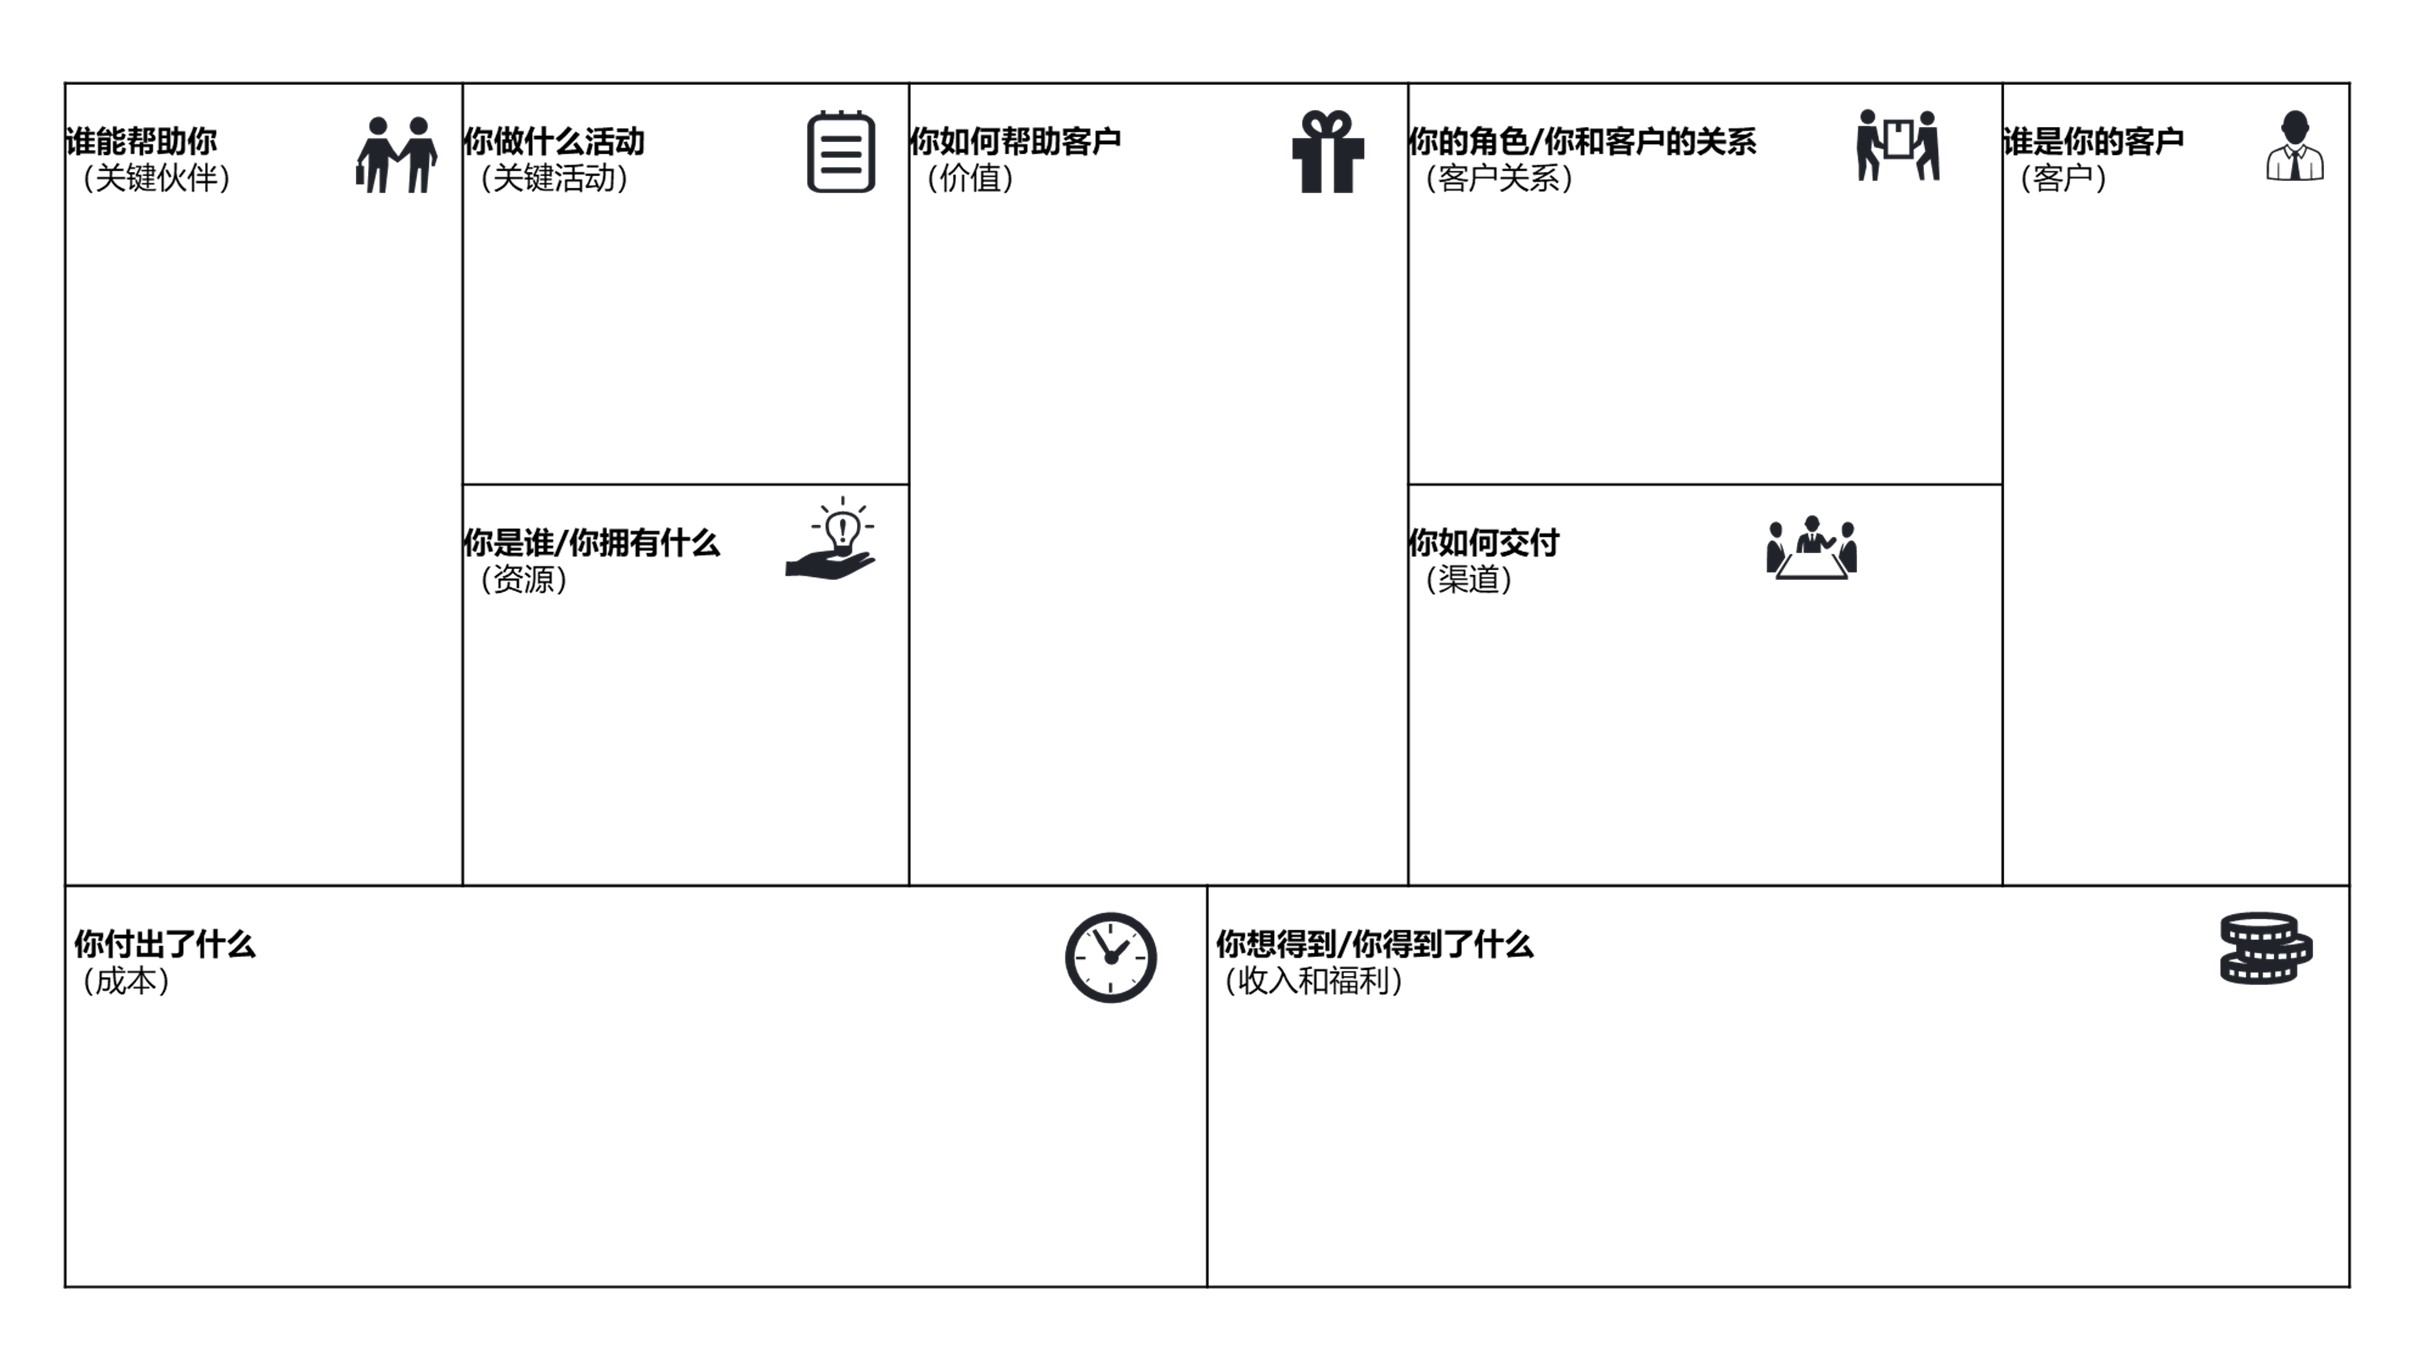 谁能帮助你
（关键伙伴）
你做什么活动
（关键活动）
你是谁/你拥有什么
（资源）
你如何帮助客户
（价值）
你的角色/你和客户的关系
（客户关系）
你如何交付
（渠道）
谁是你的客户
（客户）
你付出了什么
（成本）
你想得到/你得到了什么
（收入和福利）